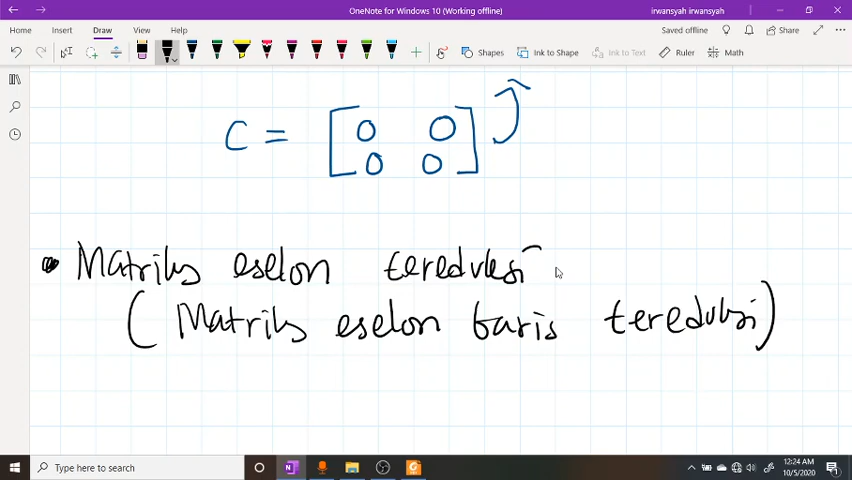 OneNote for Windows 10 (Working offline)
irwansyah irwansyah
Home Insert Draw View Help
Saved offline Share
Shapes Ink to Shape Ink to Text Ruler Math
C = [0 0
0 0]
• Matriks eselon tereduksi
(Matriks eselon baris tereduksi)
Type here to search
12:24 AM
10/5/2020